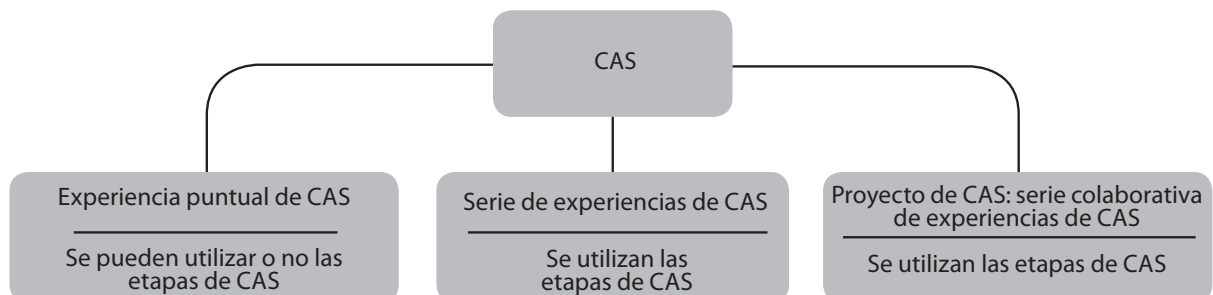 CAS
Experiencia puntual de CAS
Se pueden utilizar o no las
etapas de CAS
Serie de experiencias de CAS
Se utilizan las
etapas de CAS
Proyecto de CAS: serie colaborativa
de experiencias de CAS
Se utilizan las etapas de CAS